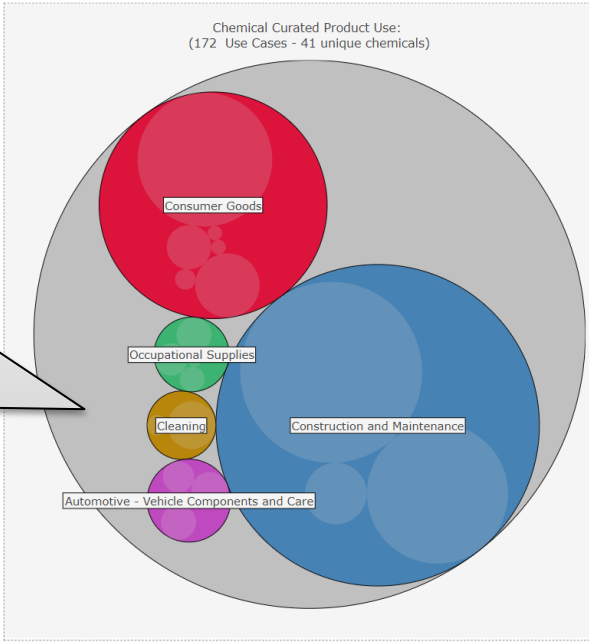 Chemical Curated Product Use:
(172 Use Cases - 41 unique chemicals)
Consumer Goods
Occupational Supplies
Cleaning
Construction and Maintenance
Automotive - Vehicle Components and Care